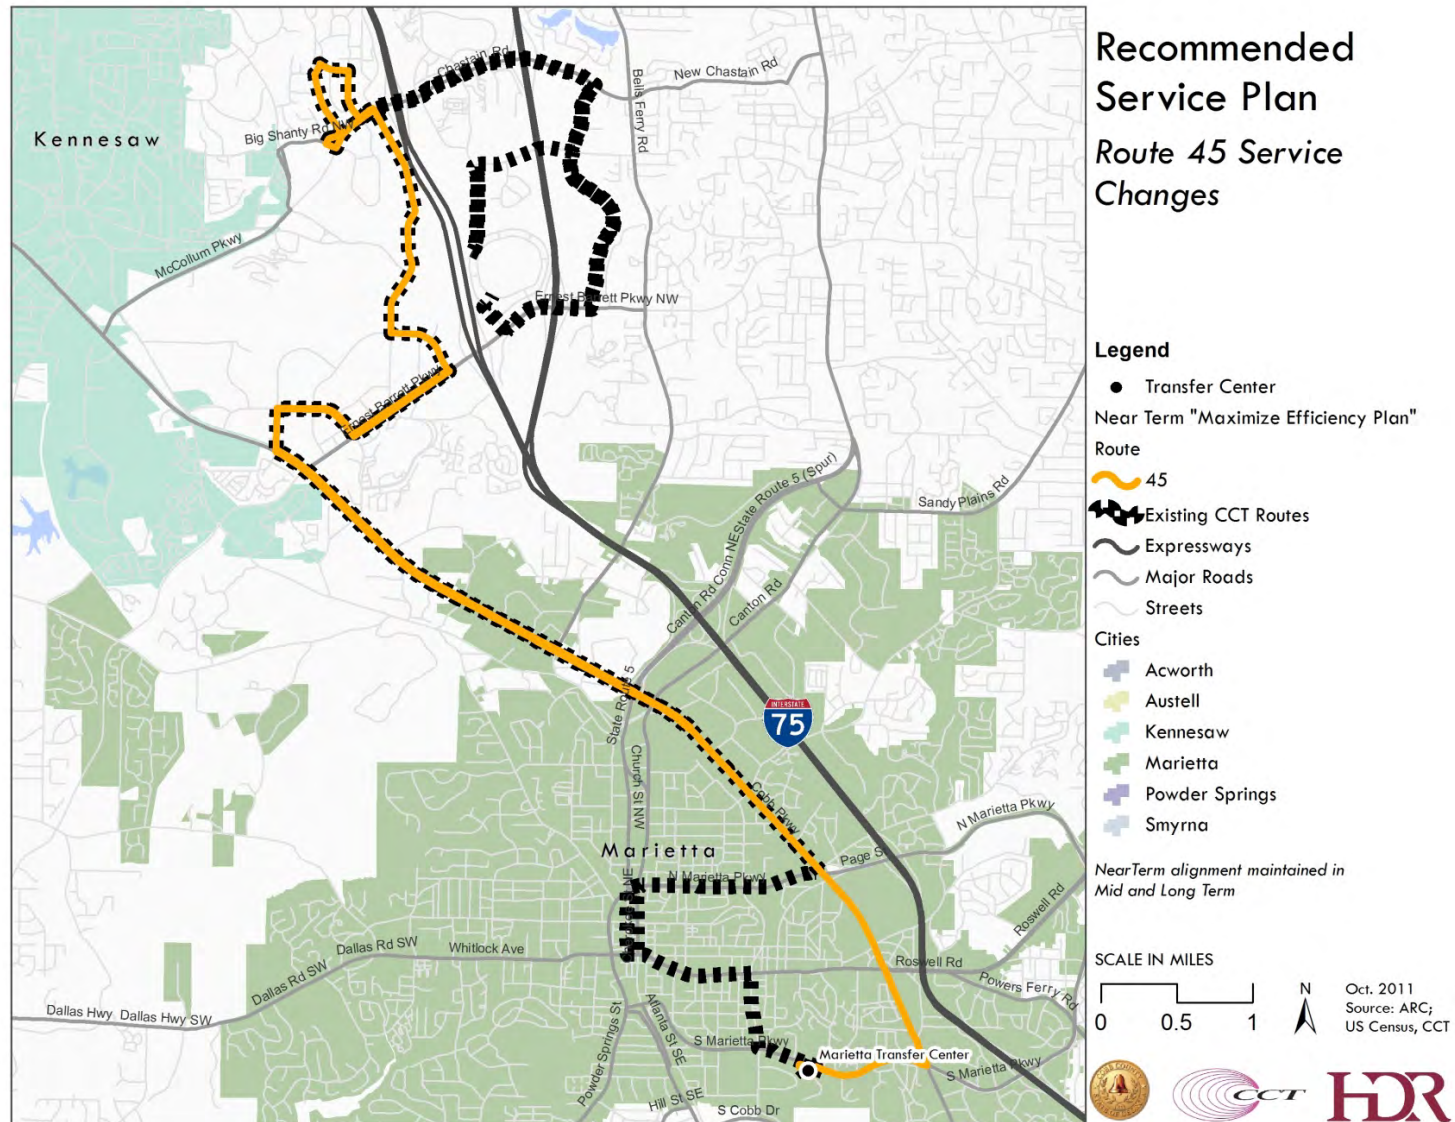 Recommended
Service Plan
Route 45 Service
Changes
Legend
Transfer Center
Near Term "Maximize Efficiency Plan"
Route
45
Existing CCT Routes
Expressways
Major Roads
Streets
Cities
Acworth
Austell
Kennesaw
Marietta
Powder Springs
Smyrna
NearTerm alignment maintained in
Mid and Long Term
SCALE IN MILES
0 0.5 1
N
Oct. 2011
Source: ARC;
US Census, CCT
CCT
HDR
Chastain Rd
New Chastain Rd
Bells Ferry Rd
Kennesaw
Big Shanty Rd NW
McCollum Pkwy
Ernest Barrett Pkwy NW
Ernest Barrett Pkwy
Sandy Plains Rd
Canton Rd Conn NE
State Route 5 (Spur)
Canton Rd
State Route 5
INTERSTATE
75
Church St NW
Cobb Pkwy
N Marietta Pkwy
Marietta
Page St
N Marietta Pkwy
Roswell Rd
Dallas Rd SW
Whitlock Ave
Roswell Rd
Dallas Rd SW
Powers Ferry Rd
Dallas Hwy
Dallas Hwy SW
Powder Springs St
Atlanta St SE
S Marietta Pkwy
Marietta Transfer Center
S Marietta Pkwy
Hill St SE
S Cobb Dr